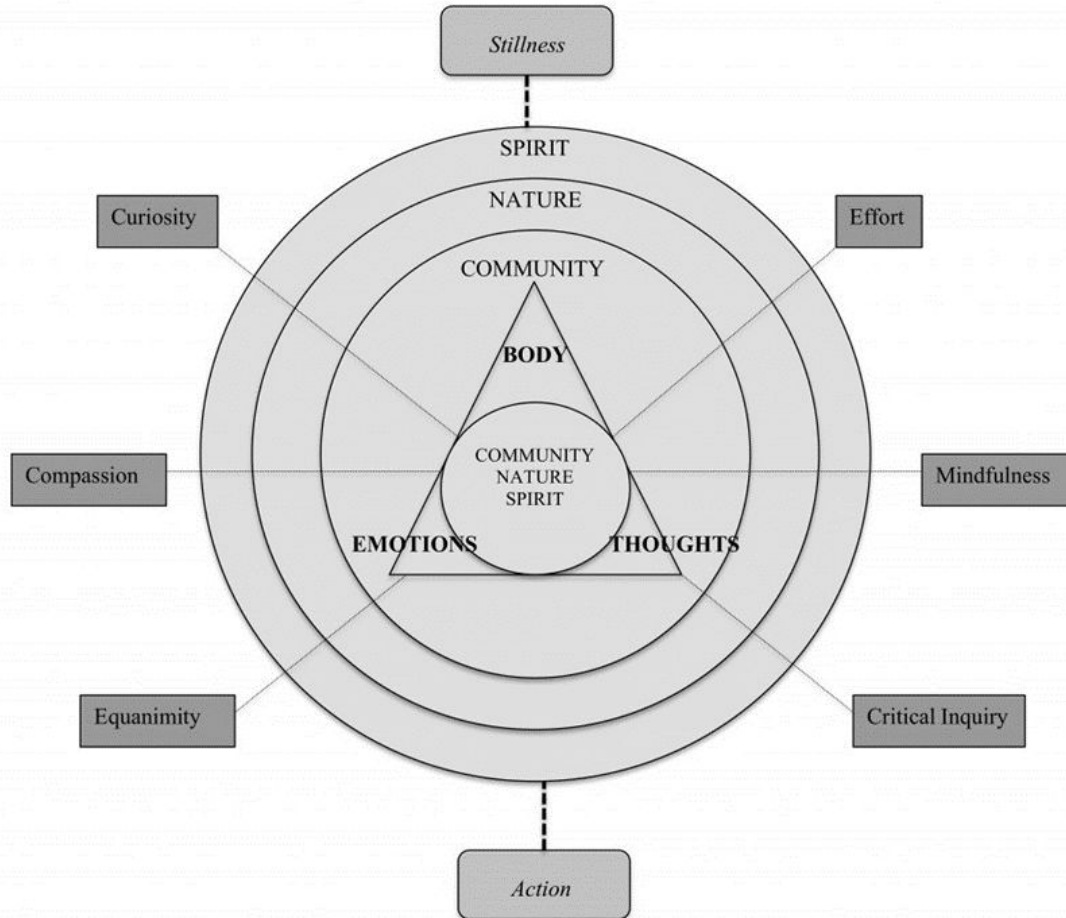 Stillness
SPIRIT
NATURE
Curiosity
Effort
COMMUNITY
BODY
COMMUNITY
NATURE
SPIRIT
Compassion
Mindfulness
EMOTIONS
THOUGHTS
Equanimity
Critical Inquiry
Action